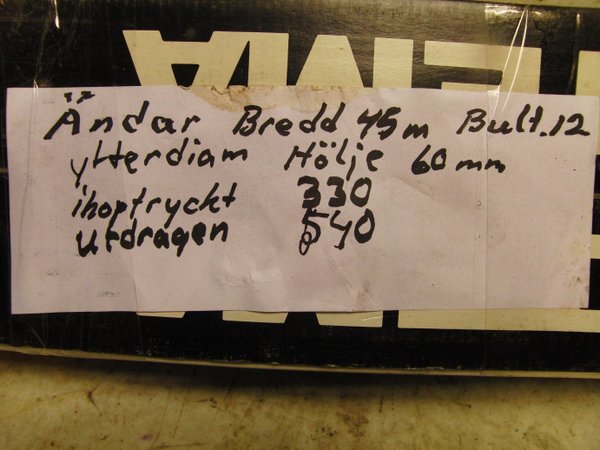 Ändar Bredd 45m Bult.12
ytterdiam Hölje 60 mm
ihoptryckt 330
Utdragen 540